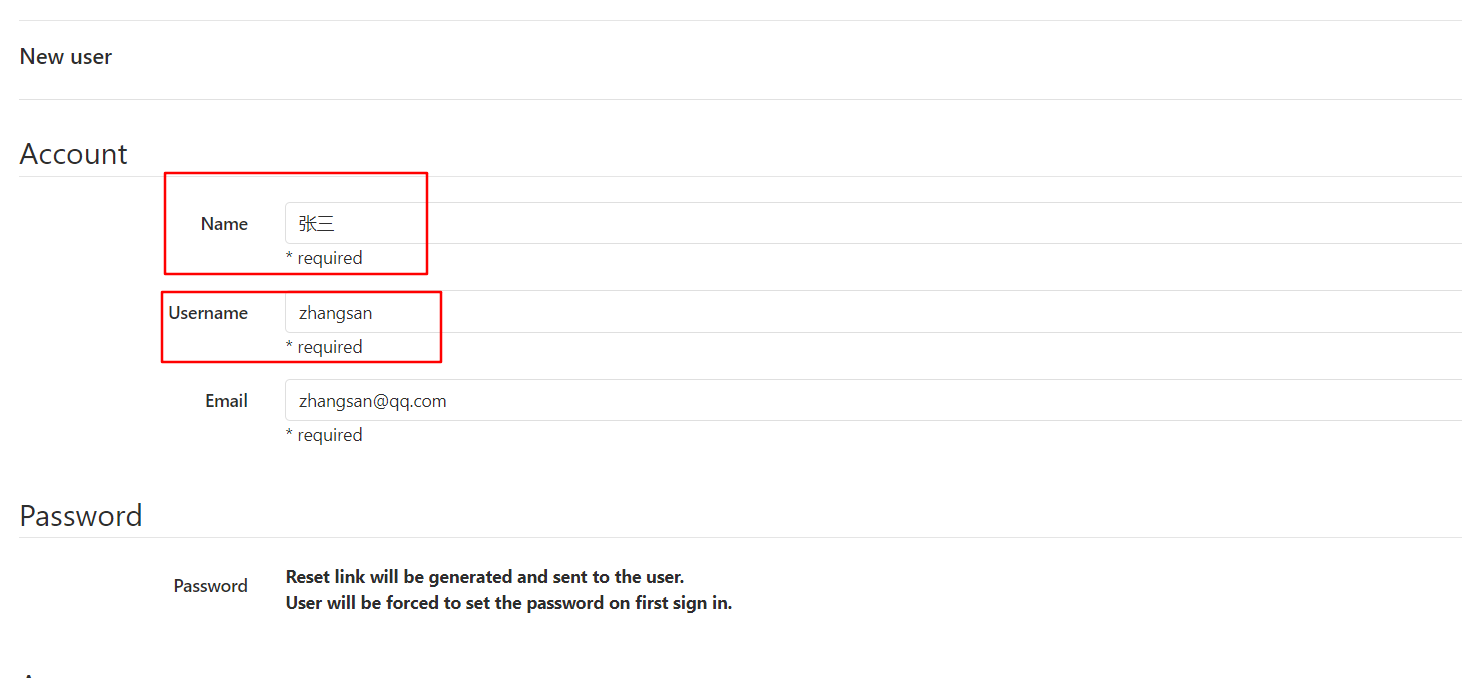 New user
Account
Name 张三
* required
Username zhangsan
* required
Email zhangsan@qq.com
* required
Password
Password Reset link will be generated and sent to the user.
User will be forced to set the password on first sign in.